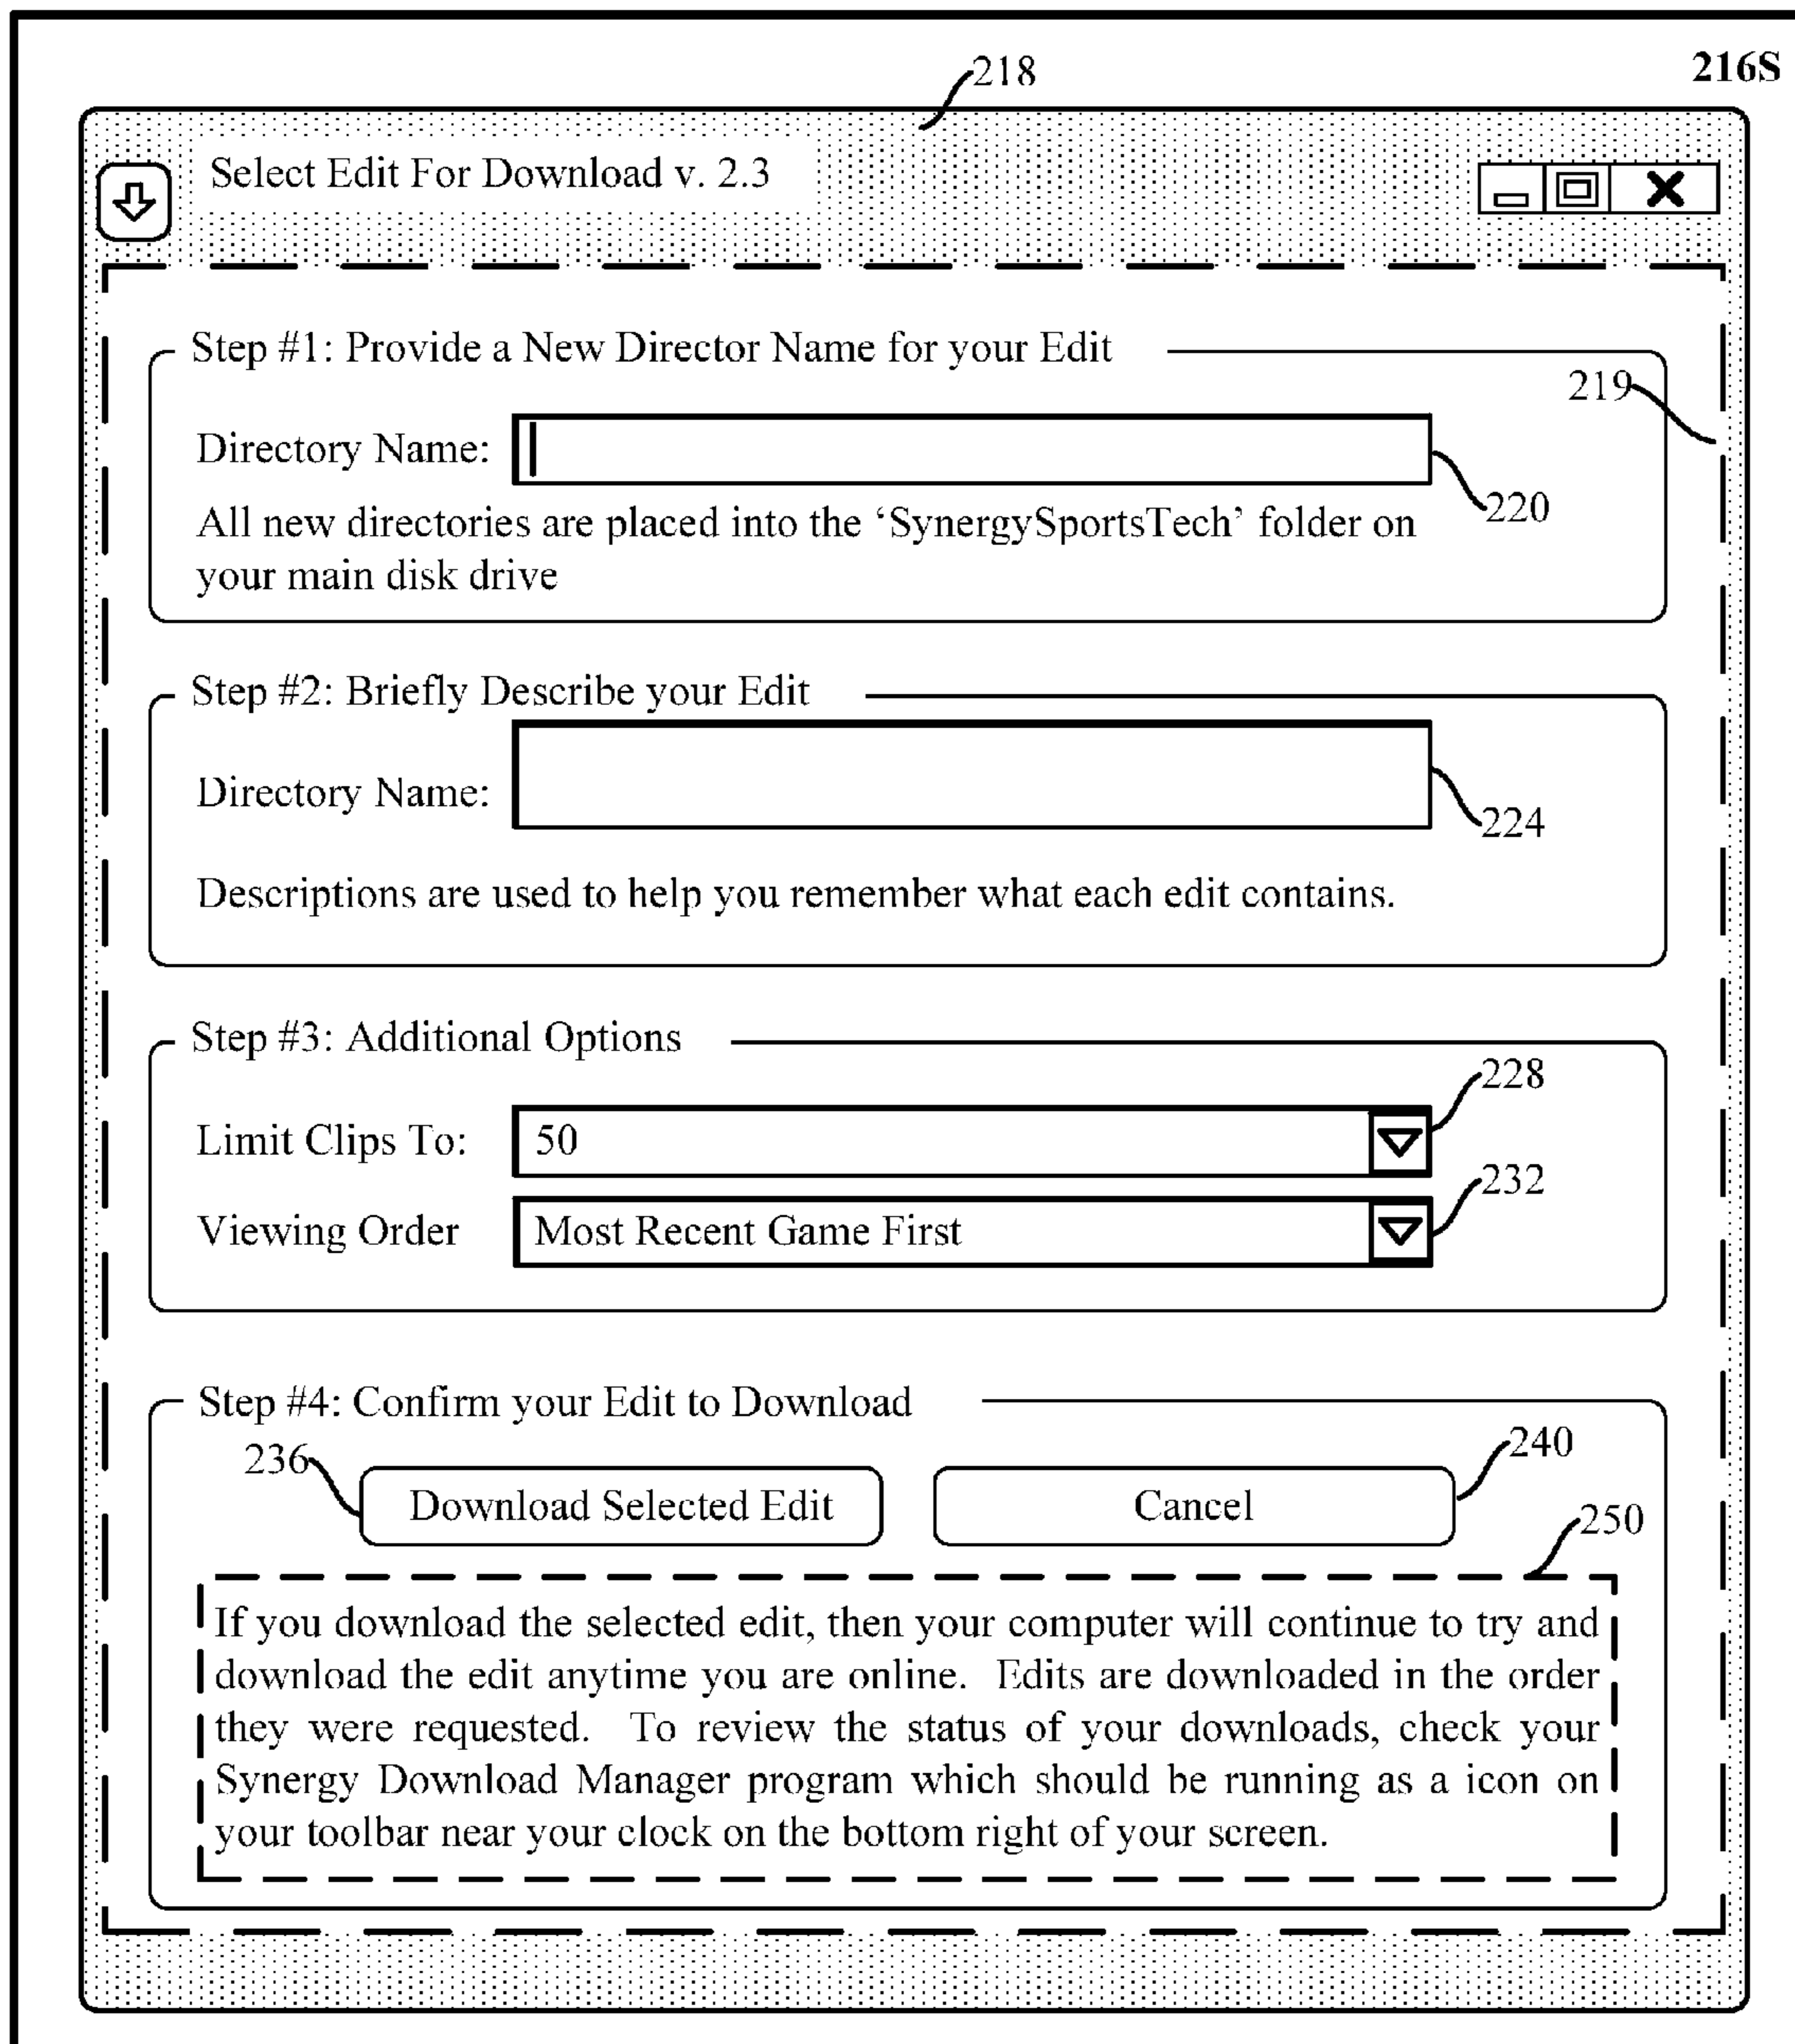 216S
218
Select Edit For Download v. 2.3
Step #1: Provide a New Director Name for your Edit
219
Directory Name:
220
All new directories are placed into the ‘SynergySportsTech’ folder on
your main disk drive
Step #2: Briefly Describe your Edit
Directory Name:
224
Descriptions are used to help you remember what each edit contains.
Step #3: Additional Options
228
Limit Clips To: 50
232
Viewing Order Most Recent Game First
Step #4: Confirm your Edit to Download
236
240
Download Selected Edit Cancel
250
If you download the selected edit, then your computer will continue to try and
download the edit anytime you are online. Edits are downloaded in the order
they were requested. To review the status of your downloads, check your
Synergy Download Manager program which should be running as a icon on
your toolbar near your clock on the bottom right of your screen.